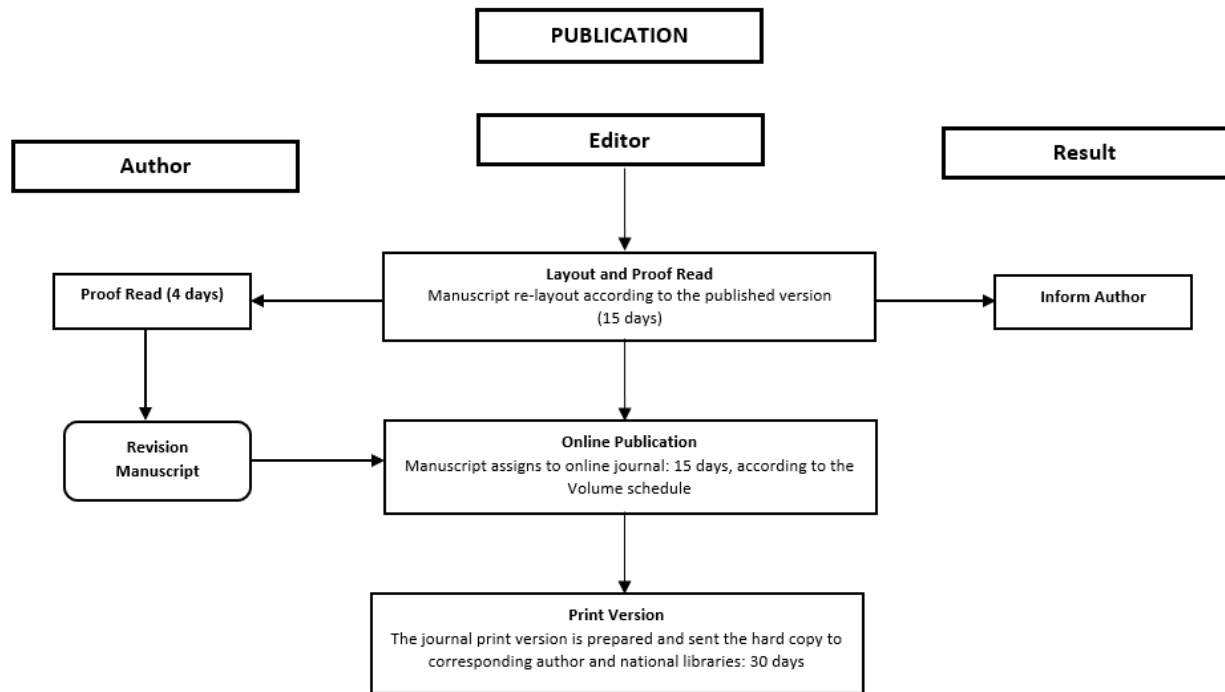 PUBLICATION
Editor
Author
Result
Layout and Proof Read
Manuscript re-layout according to the published version
(15 days)
Proof Read (4 days)
Inform Author
Revision
Manuscript
Online Publication
Manuscript assigns to online journal: 15 days, according to the
Volume schedule
Print Version
The journal print version is prepared and sent the hard copy to
corresponding author and national libraries: 30 days